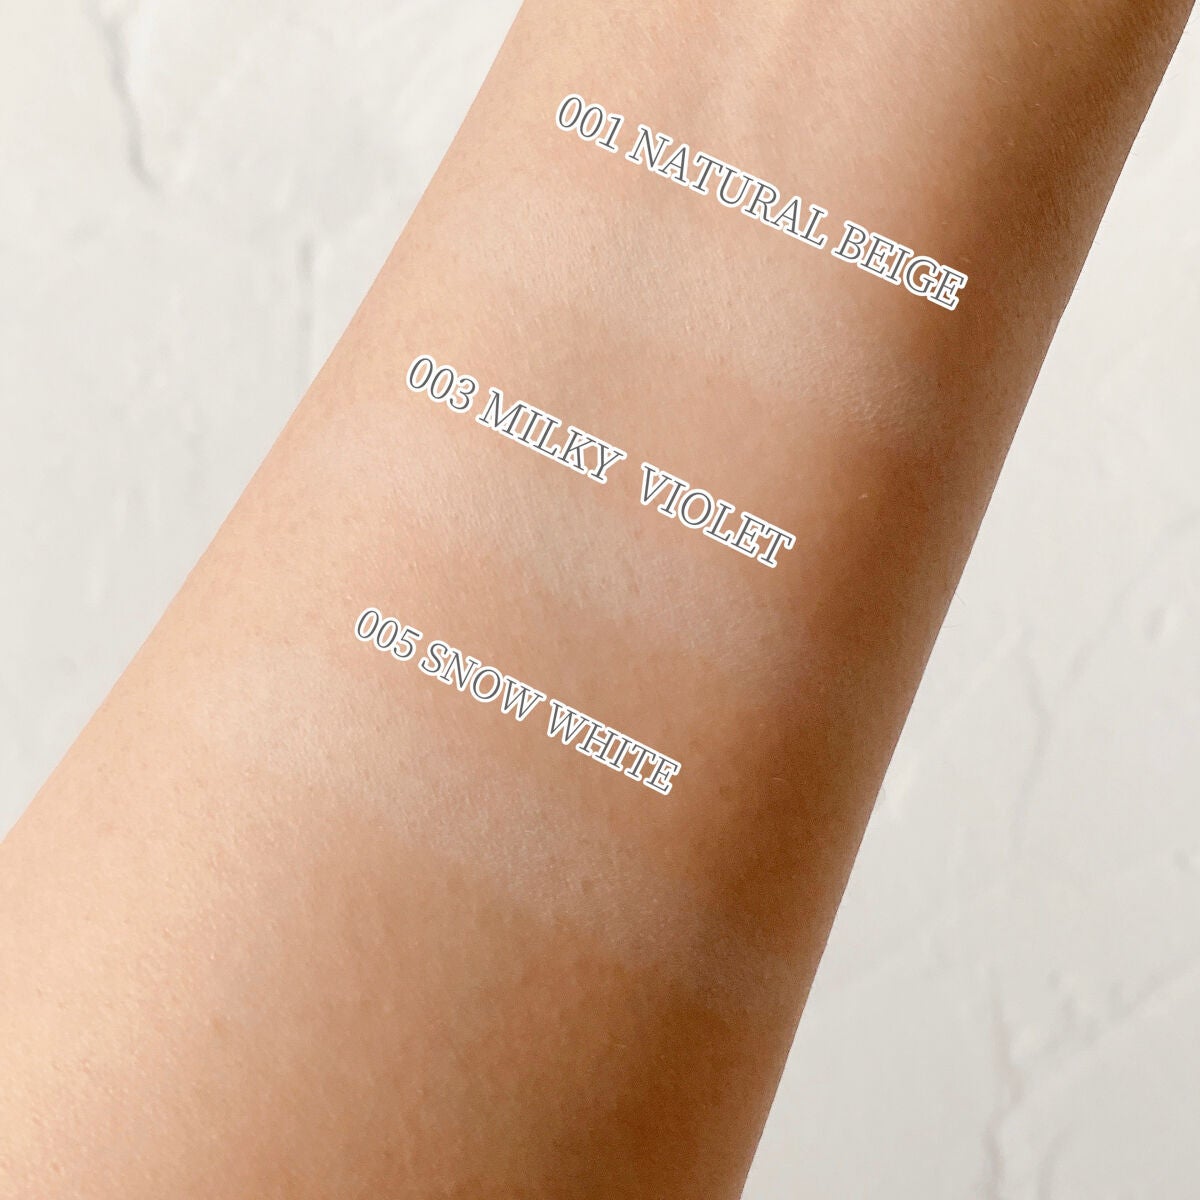 001 NATURAL BEIGE
003 MILKY VIOLET
005 SNOW WHITE